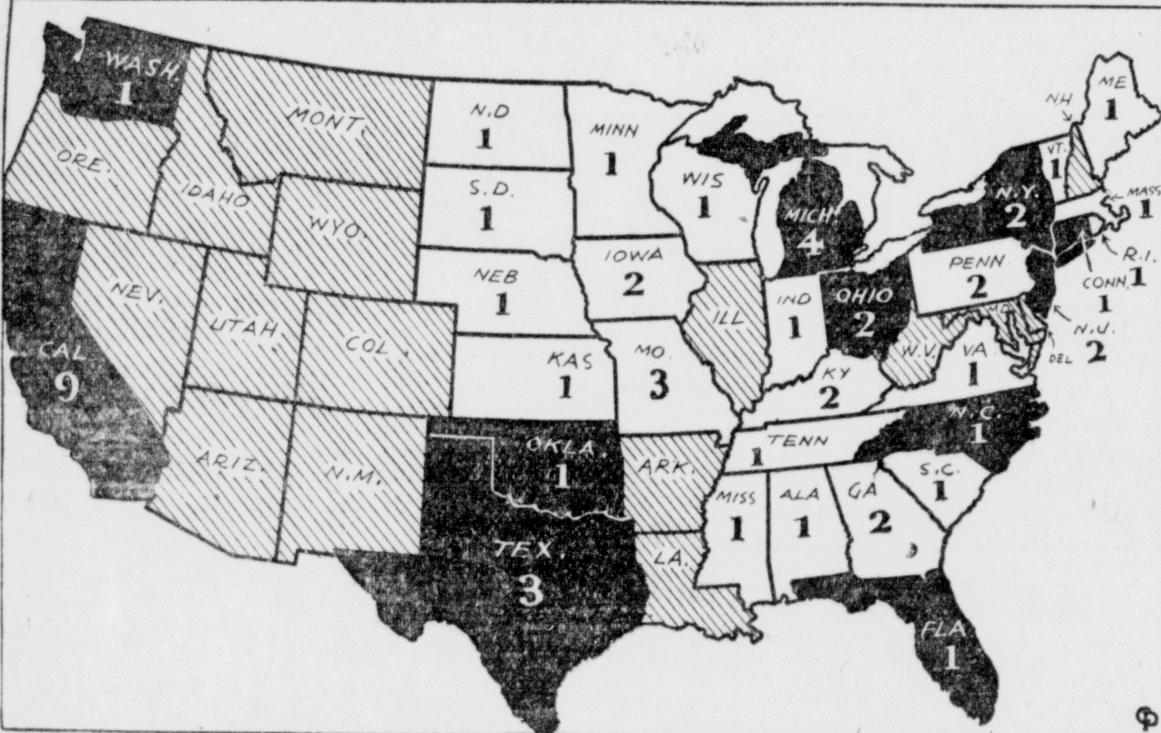 WASH.
1
ORE.
CAL
9
IDAHO
NEV.
MONT.
WYO.
UTAH
COL.
ARIZ.
N.M.
N.D
1
S.D.
1
NEB
1
KAS
1
OKLA.
1
TEX.
3
MINN
1
IOWA
2
MO.
3
ARK.
LA.
WIS
1
ILL
MICH
4
IND
1
OHIO
2
KY
2
TENN
1
MISS
1
ALA
1
GA
2
FLA
1
S.C.
1
N.C.
1
VA
1
W.V.
PENN
2
N.Y.
2
VT.
1
N.H
ME
1
MASS
1
R.I.
1
CONN.
1
N.J.
2
DEL